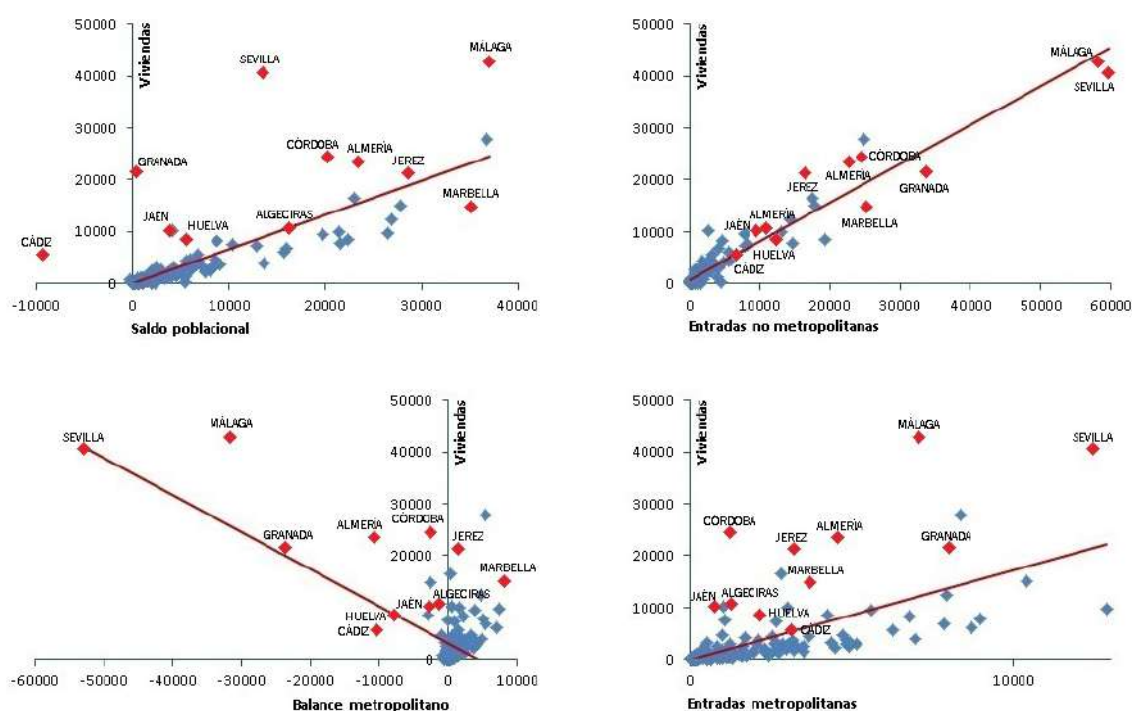 50000
40000
30000
20000
10000
0
Viviendas
SEVILLA
MÁLAGA
GRANADA
CÓRDOBA
ALMERÍA
JEREZ
MARBELLA
ALGECIRAS
JAÉN
HUELVA
CÁDIZ
-10000 0 10000 20000 30000 40000
Saldo poblacional
50000
40000
30000
20000
10000
0
Viviendas
MÁLAGA
SEVILLA
CÓRDOBA
ALMERÍA
JEREZ
GRANADA
MARBELLA
JAÉN
ALMERÍA
HUELVA
CÁDIZ
0 10000 20000 30000 40000 50000 60000
Entradas no metropolitanas
50000
40000
30000
20000
10000
0
Viviendas
SEVILLA
MÁLAGA
GRANADA
ALMERÍA
CÓRDOBA
JEREZ
MARBELLA
JAÉN
ALGECIRAS
HUELVA
CÁDIZ
-60000 -50000 -40000 -30000 -20000 -10000 0 10000
Balance metropolitano
50000
40000
30000
20000
10000
0
Viviendas
MÁLAGA
SEVILLA
CÓRDOBA
JEREZ
ALMERÍA
GRANADA
MARBELLA
JAÉN
ALGECIRAS
HUELVA
CÁDIZ
0 10000
Entradas metropolitanas